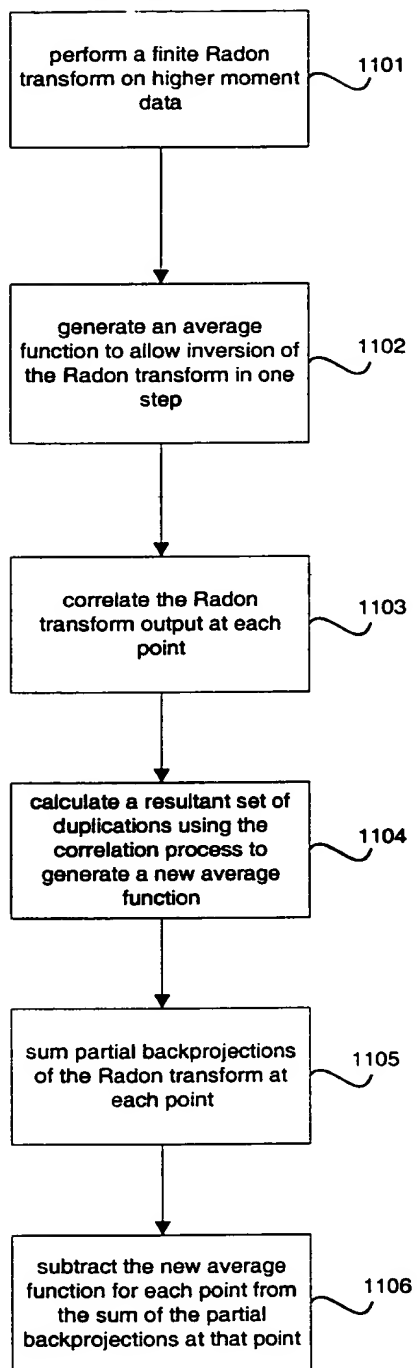 perform a finite Radon
transform on higher moment
data
1101
generate an average
function to allow inversion of
the Radon transform in one
step
1102
correlate the Radon
transform output at each
point
1103
calculate a resultant set of
duplications using the
correlation process to
generate a new average
function
1104
sum partial backprojections
of the Radon transform at
each point
1105
subtract the new average
function for each point from
the sum of the partial
backprojections at that point
1106